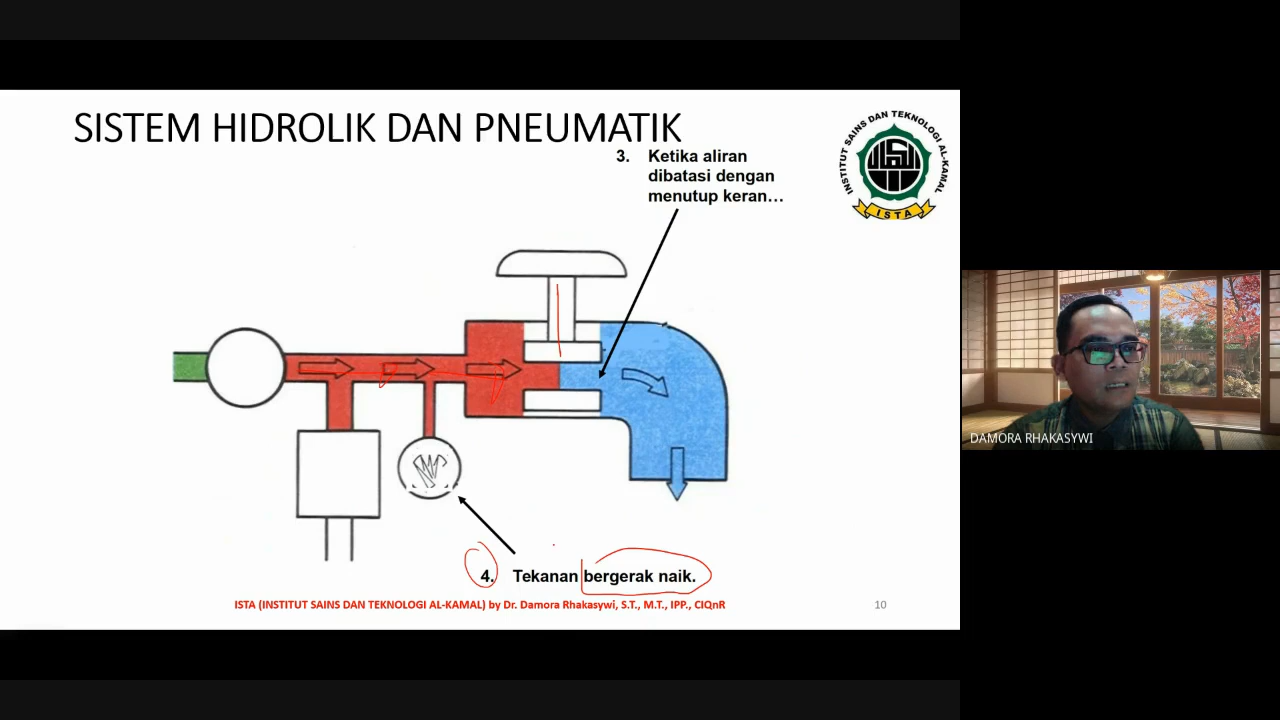 SISTEM HIDROLIK DAN PNEUMATIK
3. Ketika aliran
dibatasi dengan
menutup keran…
INSTITUT SAINS DAN TEKNOLOGI AL-KAMAL
ISTA
DAMORA RHAKASYWI
4. Tekanan bergerak naik.
ISTA (INSTITUT SAINS DAN TEKNOLOGI AL-KAMAL) by Dr. Damora Rhakasywi, S.T., M.T., IPP., CIQnR
10